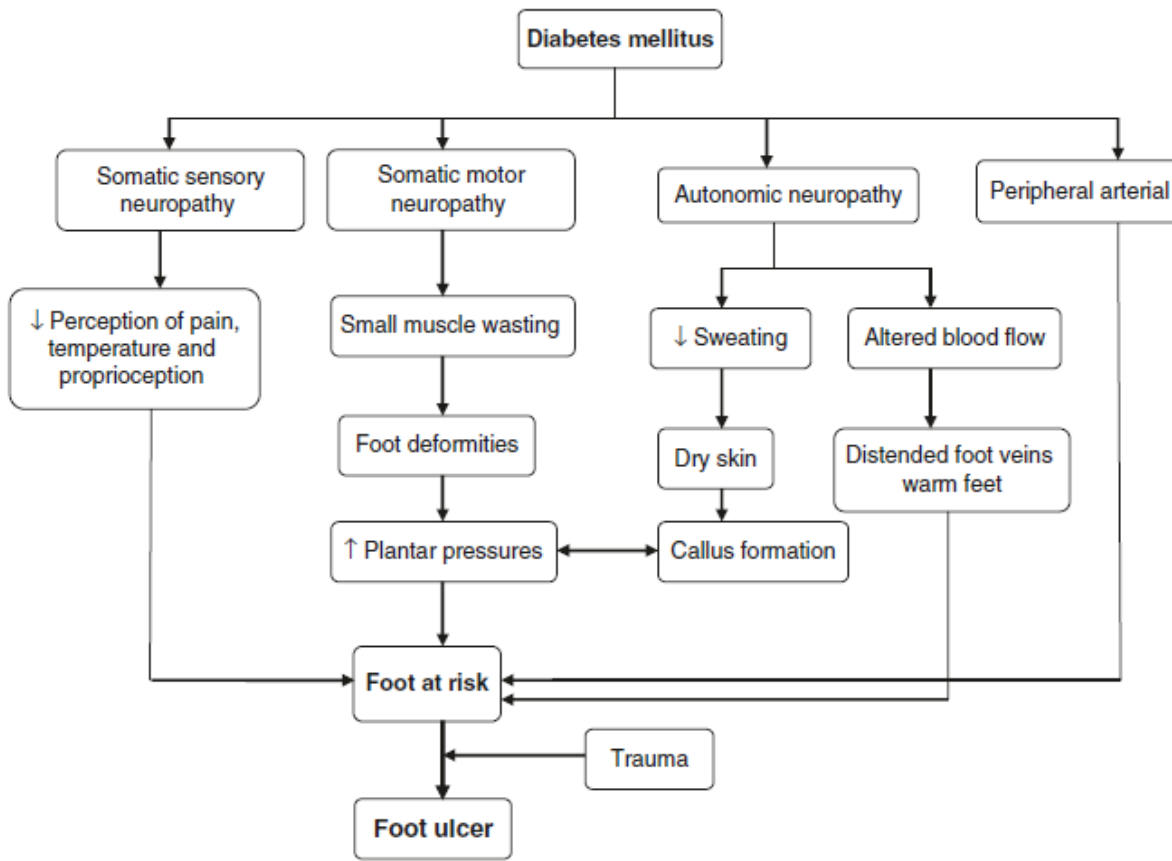 Diabetes mellitus
Somatic sensory
neuropathy
Somatic motor
neuropathy
Autonomic neuropathy
Peripheral arterial
↓ Perception of pain,
temperature and
proprioception
Small muscle wasting
↓ Sweating
Altered blood flow
Foot deformities
Dry skin
Distended foot veins
warm feet
↑ Plantar pressures
Callus formation
Foot at risk
Trauma
Foot ulcer